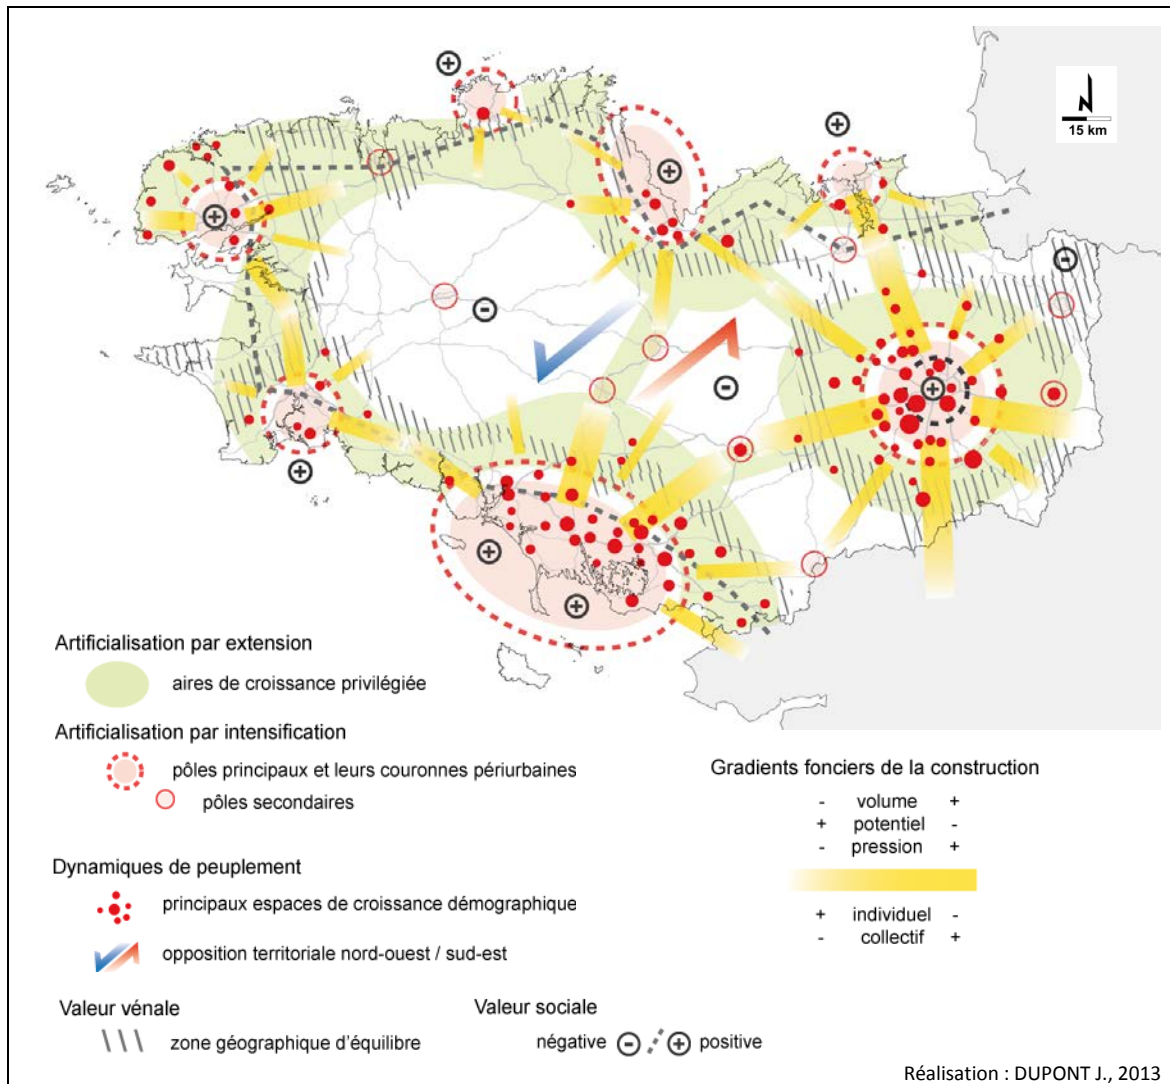 15 km
Artificialisation par extension
aires de croissance privilégiée
Artificialisation par intensification
pôles principaux et leurs couronnes périurbaines
pôles secondaires
Dynamiques de peuplement
principaux espaces de croissance démographique
opposition territoriale nord-ouest / sud-est
Valeur vénale
zone géographique d'équilibre
Valeur sociale
négative - / + positive
Gradients fonciers de la construction
- volume +
+ potentiel -
- pression +
+ individuel -
- collectif +
Réalisation : DUPONT J., 2013